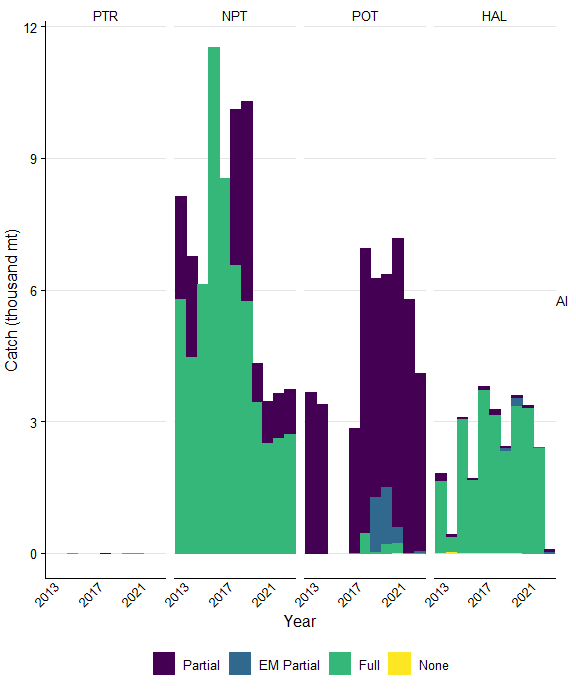 PTR NPT POT HAL
12
9
6
3
0
Catch (thousand mt)
AI
2013 2017 2021 2013 2017 2021 2013 2017 2021 2013 2017 2021
Year
Partial EM Partial Full None